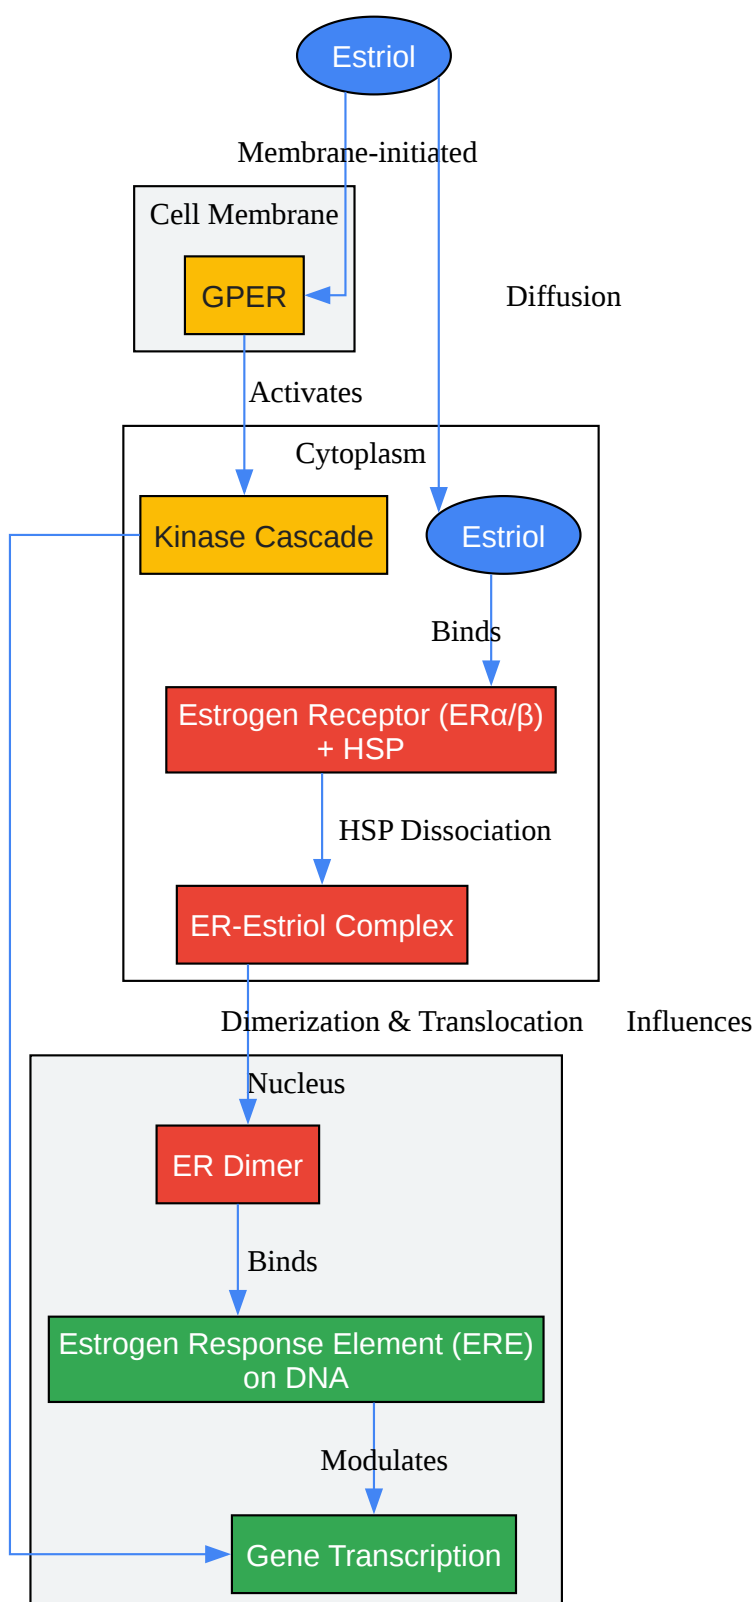 Estriol
Membrane-initiated
Cell Membrane
GPER
Diffusion
Activates
Cytoplasm
Kinase Cascade
Estriol
Binds
Estrogen Receptor (ERα/β)
+ HSP
HSP Dissociation
ER-Estriol Complex
Dimerization & Translocation
Influences
Nucleus
ER Dimer
Binds
Estrogen Response Element (ERE)
on DNA
Modulates
Gene Transcription